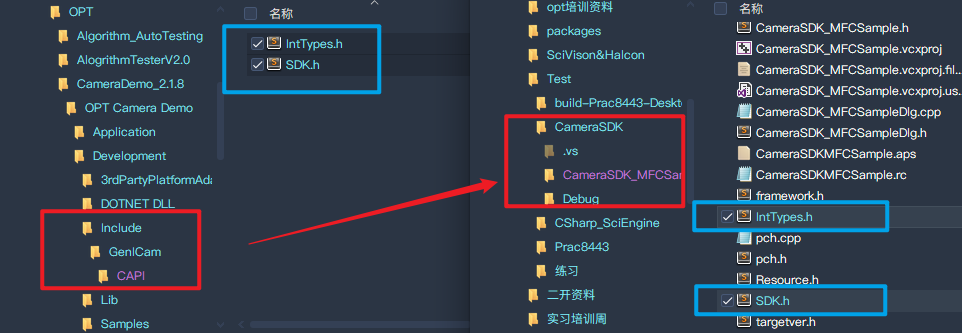 OPT
Algorithm_AutoTesting
AlogrithmTesterV2.0
CameraDemo_2.1.8
OPT Camera Demo
Application
Development
3rdPartyPlatformAda
DOTNET DLL
Include
GenICam
CAPI
Lib
Samples
名称
IntTypes.h
SDK.h
opt培训资料
packages
SciVison&Halcon
Test
build-Prac8443-Deskt
CameraSDK
.vs
CameraSDK_MFCSar
Debug
CSharp_SciEngine
Prac8443
练习
二开资料
实习培训周
名称
CameraSDK_MFCSample.h
CameraSDK_MFCSample.vcxproj
CameraSDK_MFCSample.vcxproj.fil...
CameraSDK_MFCSample.vcxproj.us...
CameraSDK_MFCSampleDlg.cpp
CameraSDK_MFCSampleDlg.h
CameraSDKMFCSample.aps
CameraSDKMFCSample.rc
framework.h
IntTypes.h
pch.cpp
pch.h
Resource.h
SDK.h
targetver.h